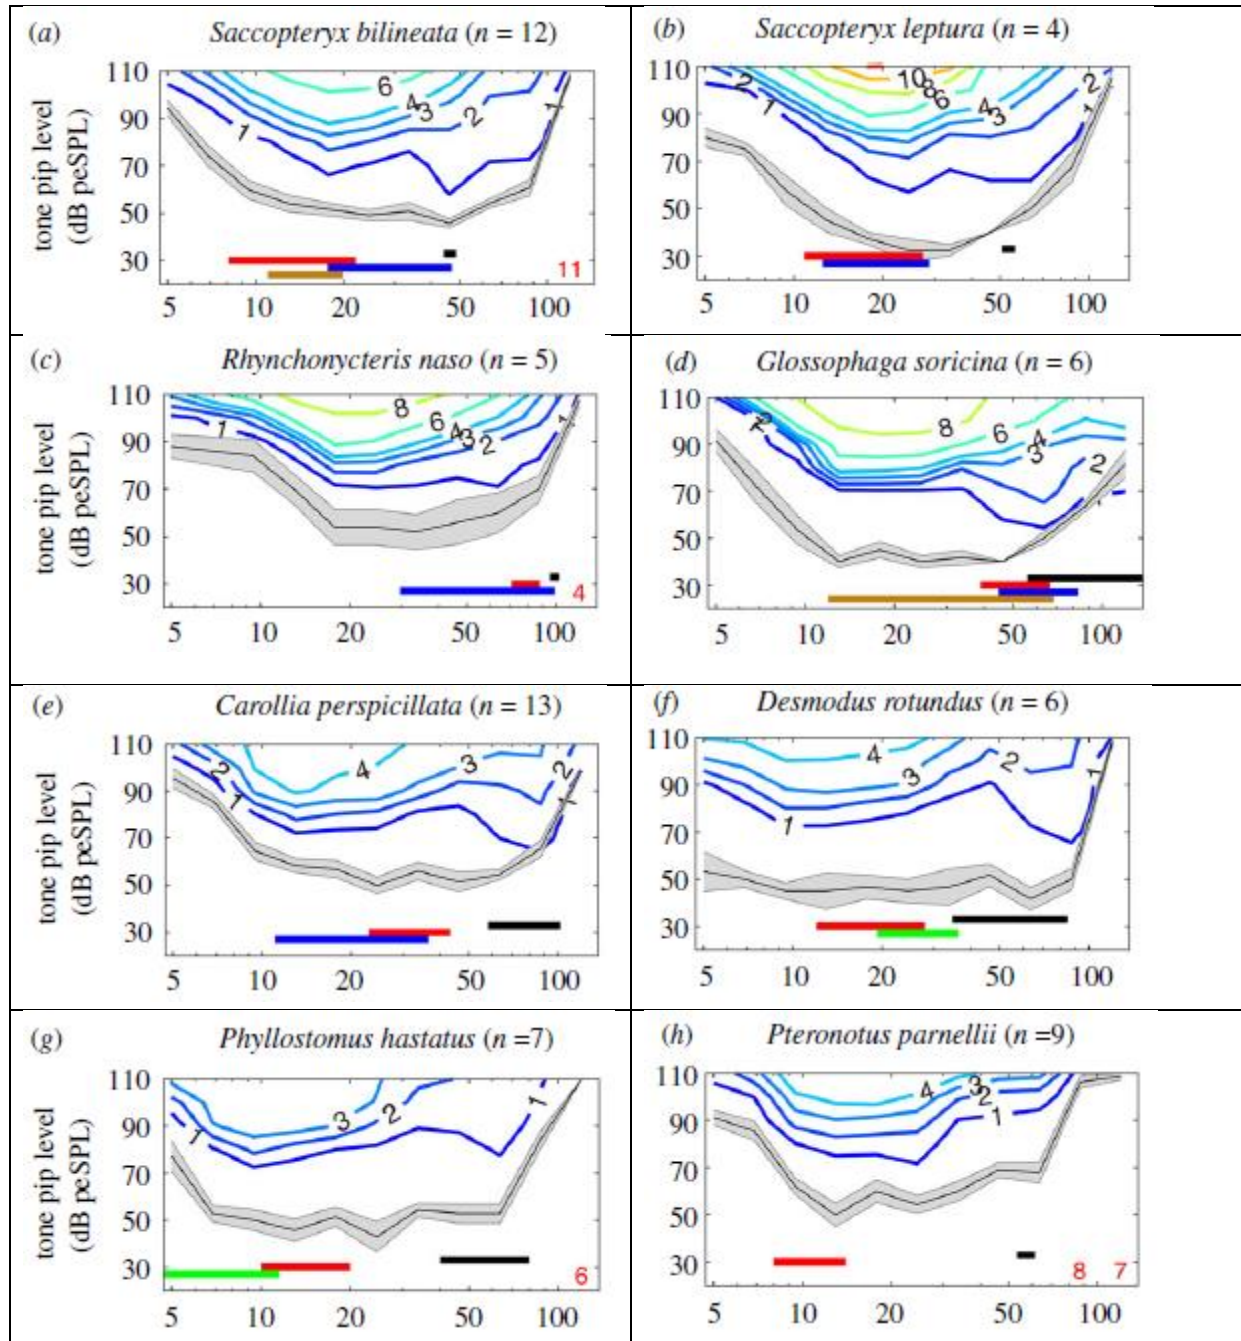 (a) Saccopteryx bilineata (n = 12)
110
90
70
50
30
tone pip level
(dB peSPL)
1 2 3 4 6 1
11
5 10 20 50 100
(b) Saccopteryx leptura (n = 4)
110
90
70
50
30
2 1 10 8 6 4 3 2 1
5 10 20 50 100
(c) Rhynchonycteris naso (n = 5)
110
90
70
50
30
tone pip level
(dB peSPL)
1 8 6 4 3 2 1
4
5 10 20 50 100
(d) Glossophaga soricina (n = 6)
110
90
70
50
30
2 8 6 4 3 2
5 10 20 50 100
(e) Carollia perspicillata (n = 13)
110
90
70
50
30
tone pip level
(dB peSPL)
2 1 4 3 2 1
5 10 20 50 100
(f) Desmodus rotundus (n = 6)
110
90
70
50
30
1 4 3 2 1
5 10 20 50 100
(g) Phyllostomus hastatus (n =7)
110
90
70
50
30
tone pip level
(dB peSPL)
1 3 2 1
6
5 10 20 50 100
(h) Pteronotus parnellii (n =9)
110
90
70
50
30
4 3 2 1
8 7
5 10 20 50 100